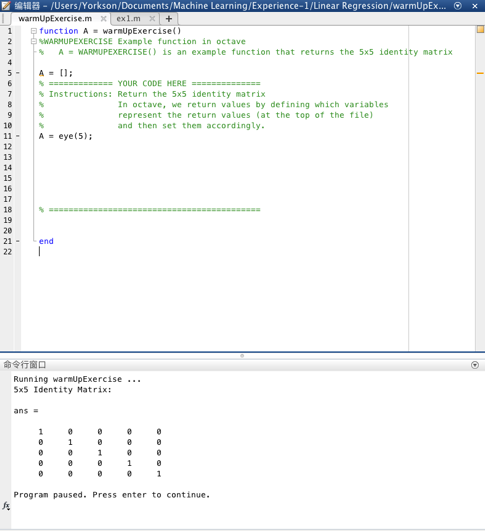 编辑器 – /Users/Yorkson/Documents/Machine Learning/Experience-1/Linear Regression/warmUpEx...
warmUpExercise.m × ex1.m × +
1 function A = warmUpExercise()
2 %WARMUPEXERCISE Example function in octave
3 %   A = WARMUPEXERCISE() is an example function that returns the 5x5 identity matrix
4
5 – A = [];
6 % ============= YOUR CODE HERE ==============
7 % Instructions: Return the 5x5 identity matrix
8 %               In octave, we return values by defining which variables
9 %               represent the return values (at the top of the file)
10 %               and then set them accordingly.
11 – A = eye(5);
12
13
14
15
16
17
18 % ===========================================
19
20
21 – end
22
命令行窗口
Running warmUpExercise ...
5x5 Identity Matrix:
ans =
1 0 0 0 0
0 1 0 0 0
0 0 1 0 0
0 0 0 1 0
0 0 0 0 1
Program paused. Press enter to continue.
fx